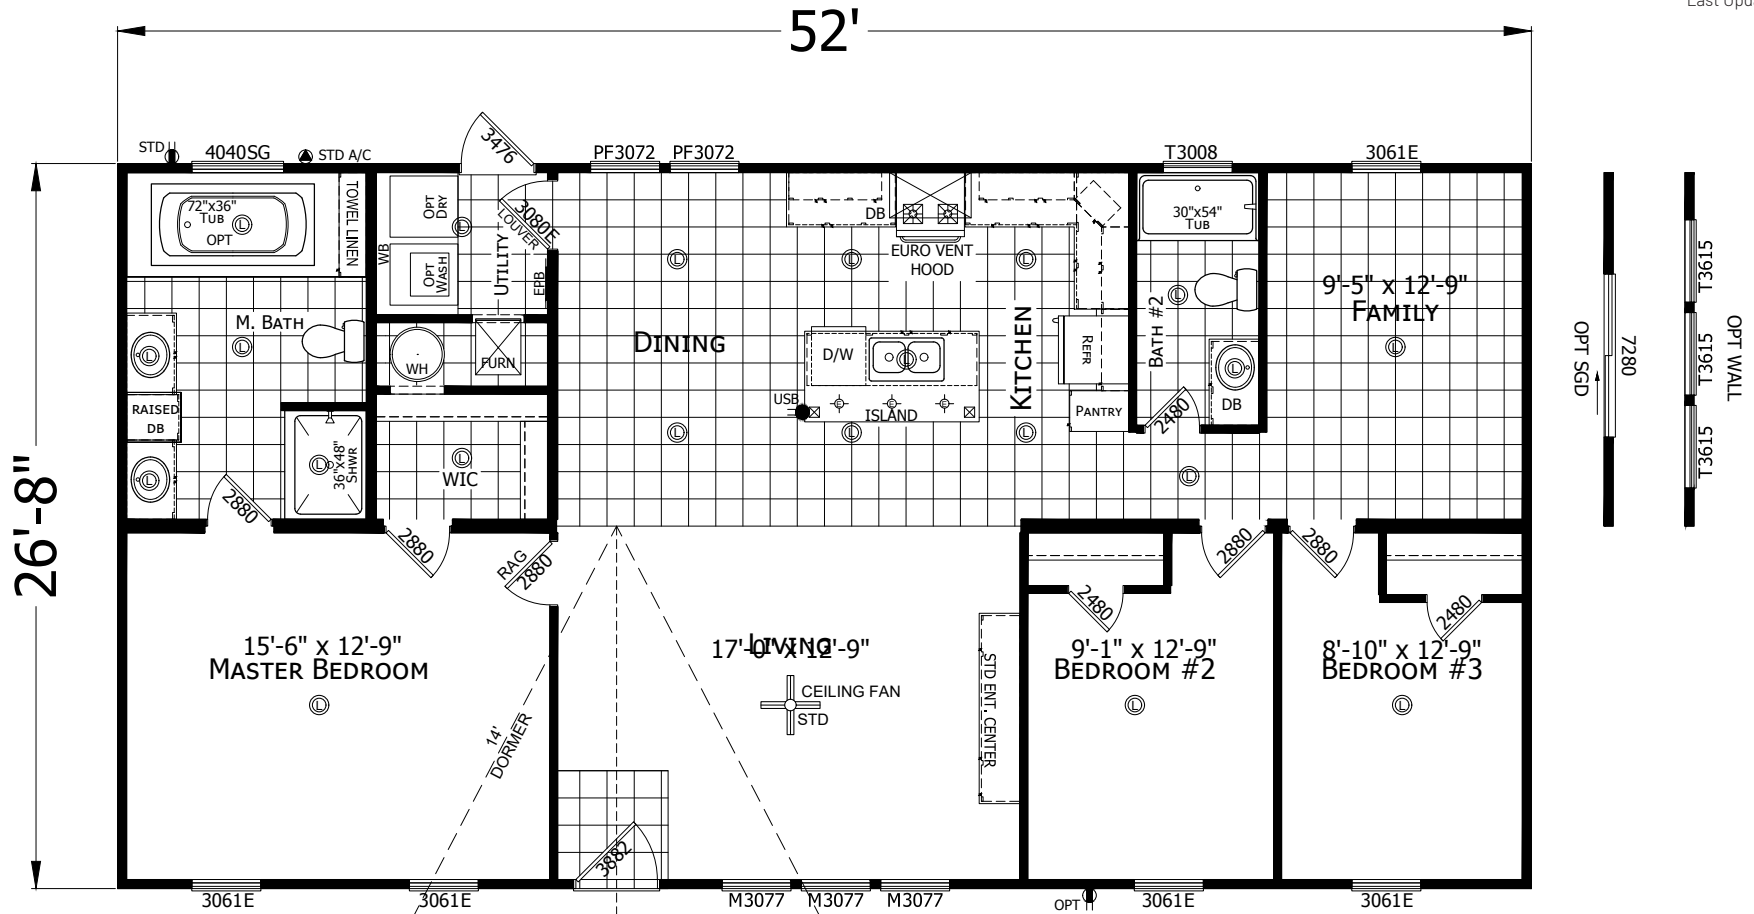 Last Upda
52'
26'-8"
STD
4040SG
STD A/C
3476
PF3072
PF3072
T3008
3061E
72"x36"
TUB
OPT
TOWEL LINEN
OPT
DRY
WB
OPT
WASH
UTILITY
3080F
LOUVER
EPB
M. BATH
RAISED
DB
36"x48"
SHWR
2880
WH
FURN
WIC
2880
DINING
DB
EURO VENT
HOOD
KITCHEN
D/W
USB
ISLAND
REFR
PANTRY
30"x54"
TUB
BATH #2
DB
2480
9'-5" x 12'-9"
FAMILY
OPT SGD
7280
T3615
T3615
T3615
OPT WALL
RAG
2880
15'-6" x 12'-9"
MASTER BEDROOM
14'
DORMER
LIVING
17'-0" x 12'-9"
CEILING FAN
STD
STD ENT. CENTER
2480
2880
9'-1" x 12'-9"
BEDROOM #2
2880
2480
8'-10" x 12'-9"
BEDROOM #3
3882
3061E
3061E
M3077
M3077
M3077
OPT
3061E
3061E